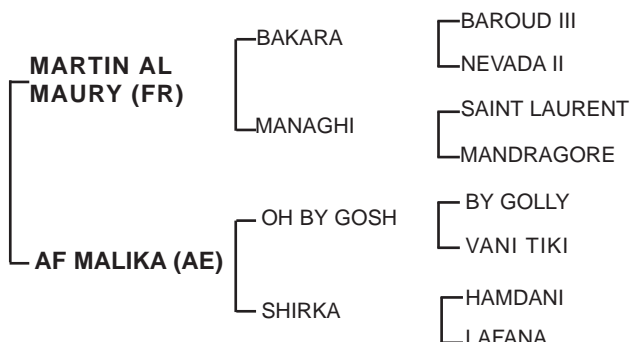 BAROUD III
BAKARA
MARTIN AL
MAURY (FR)
NEVADA II
SAINT LAURENT
MANAGHI
MANDRAGORE
BY GOLLY
OH BY GOSH
VANI TIKI
AF MALIKA (AE)
HAMDANI
SHIRKA
LAFANA